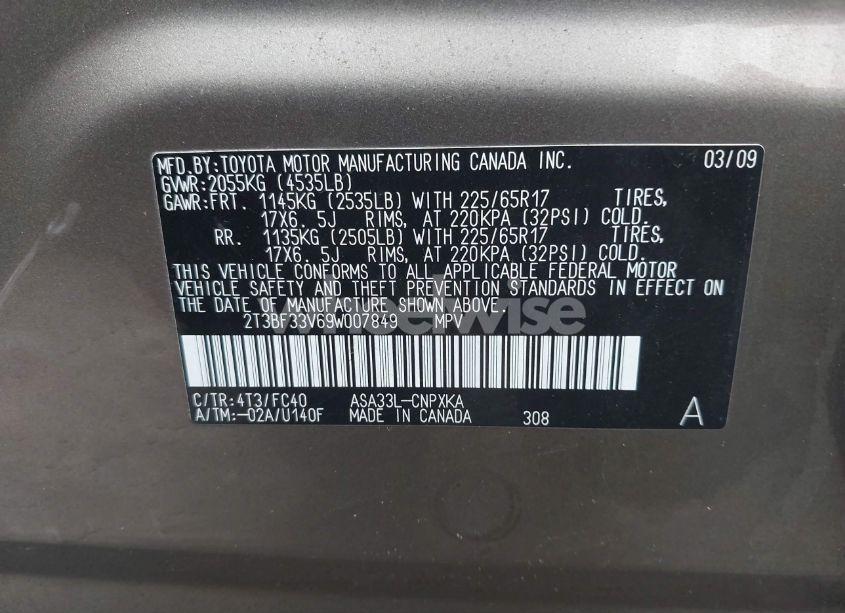 MFD.BY:TOYOTA MOTOR MANUFACTURING CANADA INC. 03/09
GVWR:2055KG (4535LB)
GAWR:FRT. 1145KG (2535LB) WITH 225/65R17 TIRES,
17X6. 5J RIMS, AT 220KPA (32PSI) COLD.
RR. 1135KG (2505LB) WITH 225/65R17 TIRES,
17X6. 5J RIMS, AT 220KPA (32PSI) COLD.
THIS VEHICLE CONFORMS TO ALL APPLICABLE FEDERAL MOTOR
VEHICLE SAFETY AND THEFT PREVENTION STANDARDS IN EFFECT ON
THE DATE OF MANUFACTURE SHOWN ABOVE.
2T3BF33V69W007849 MPV
wheelwise
C/TR:4T3/FC40 ASA33L-CNPXKA
A/TM:-02A/U140F MADE IN CANADA 308 A